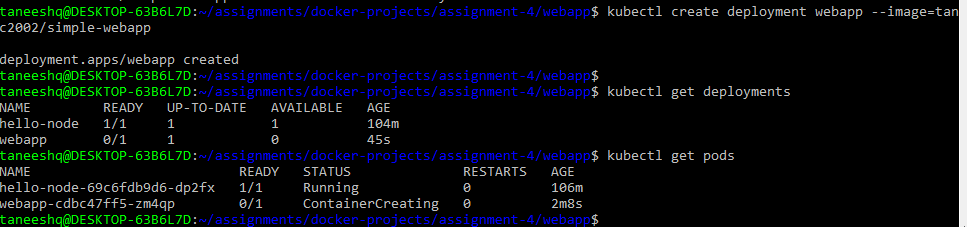 taneeshq@DESKTOP-63B6L7D:~/assignments/docker-projects/assignment-4/webapp$ kubectl create deployment webapp --image=tan
c2002/simple-webapp
deployment.apps/webapp created
taneeshq@DESKTOP-63B6L7D:~/assignments/docker-projects/assignment-4/webapp$
taneeshq@DESKTOP-63B6L7D:~/assignments/docker-projects/assignment-4/webapp$ kubectl get deployments
NAME READY UP-TO-DATE AVAILABLE AGE
hello-node 1/1 1 1 104m
webapp 0/1 1 0 45s
taneeshq@DESKTOP-63B6L7D:~/assignments/docker-projects/assignment-4/webapp$ kubectl get pods
NAME READY STATUS RESTARTS AGE
hello-node-69c6fdb9d6-dp2fx 1/1 Running 0 106m
webapp-cdbc47ff5-zm4qp 0/1 ContainerCreating 0 2m8s
taneeshq@DESKTOP-63B6L7D:~/assignments/docker-projects/assignment-4/webapp$